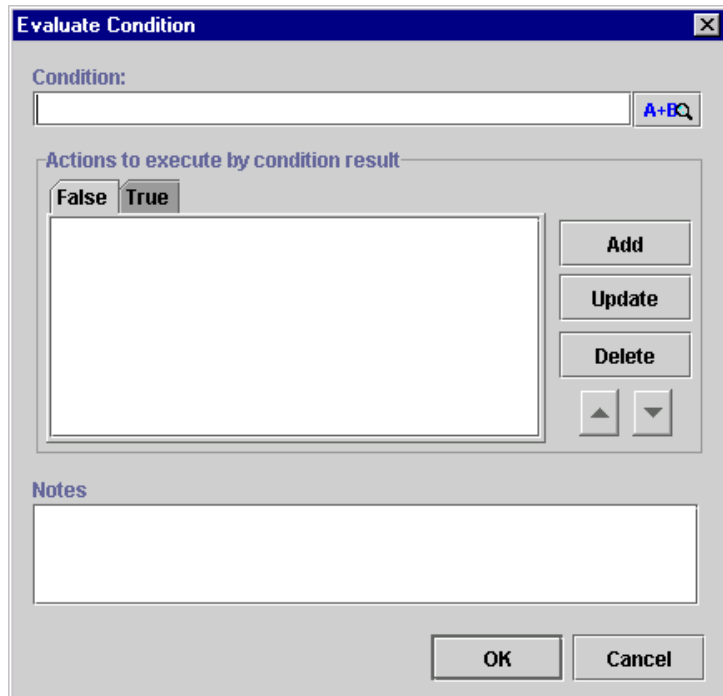 Evaluate Condition
Condition:
A+B
Actions to execute by condition result
False True
Add
Update
Delete
Notes
OK Cancel